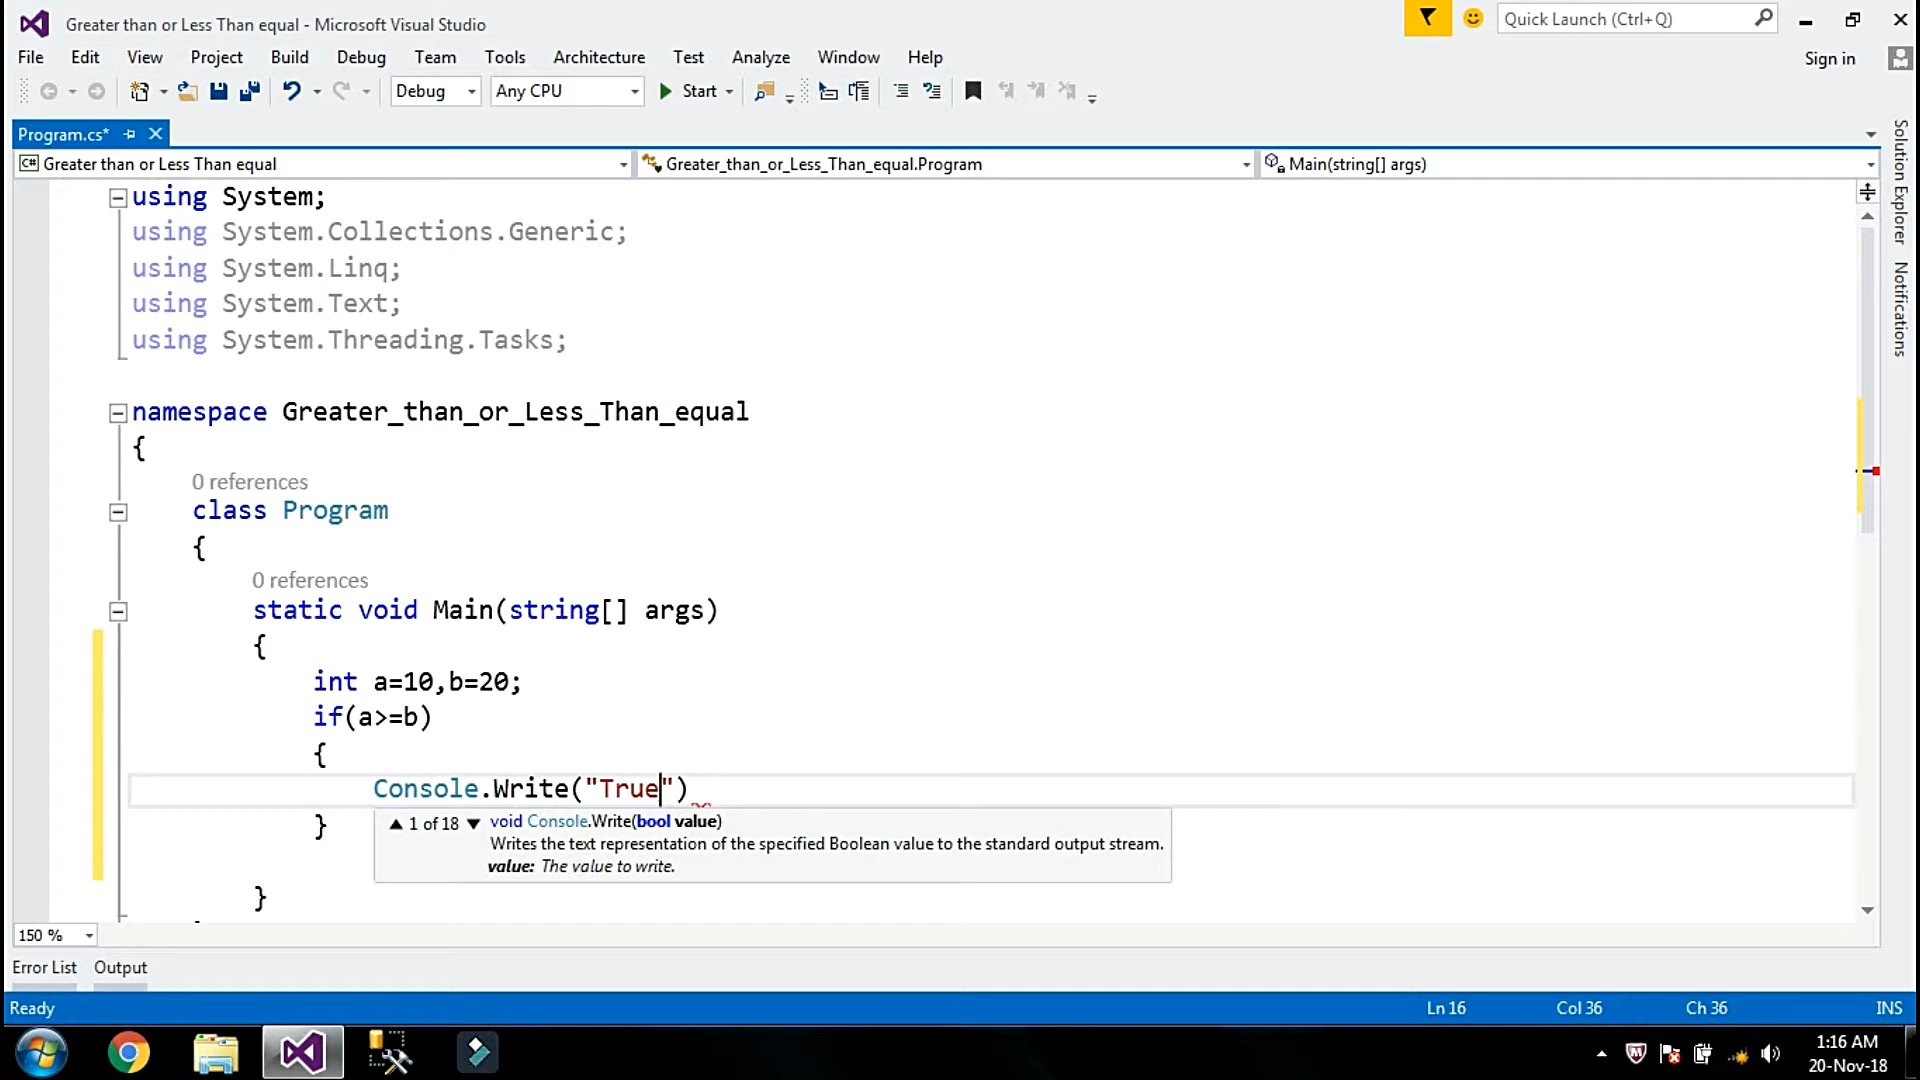 Greater than or Less Than equal - Microsoft Visual Studio
Quick Launch (Ctrl+Q)
File Edit View Project Build Debug Team Tools Architecture Test Analyze Window Help
Sign in
Debug Any CPU Start
Program.cs*
C# Greater than or Less Than equal Greater_than_or_Less_Than_equal.Program Main(string[] args)
using System;
using System.Collections.Generic;
using System.Linq;
using System.Text;
using System.Threading.Tasks;
namespace Greater_than_or_Less_Than_equal
{
0 references
class Program
{
0 references
static void Main(string[] args)
{
int a=10,b=20;
if(a>=b)
{
Console.Write("True")
}
▲ 1 of 18 ▼ void Console.Write(bool value)
Writes the text representation of the specified Boolean value to the standard output stream.
value: The value to write.
}
150 %
Error List Output
Ready Ln 16 Col 36 Ch 36 INS
1:16 AM
20-Nov-18
Solution Explorer
Notifications